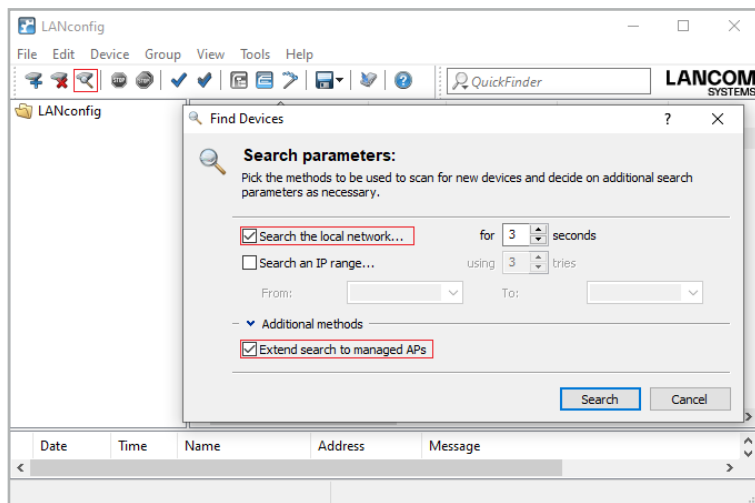 LANconfig
File Edit Device Group View Tools Help
QuickFinder
LANCOM
SYSTEMS
LANconfig
Find Devices
Search parameters:
Pick the methods to be used to scan for new devices and decide on additional search
parameters as necessary.
Search the local network... for 3 seconds
Search an IP range... using 3 tries
From: To:
Additional methods
Extend search to managed APs
Search Cancel
Date Time Name Address Message